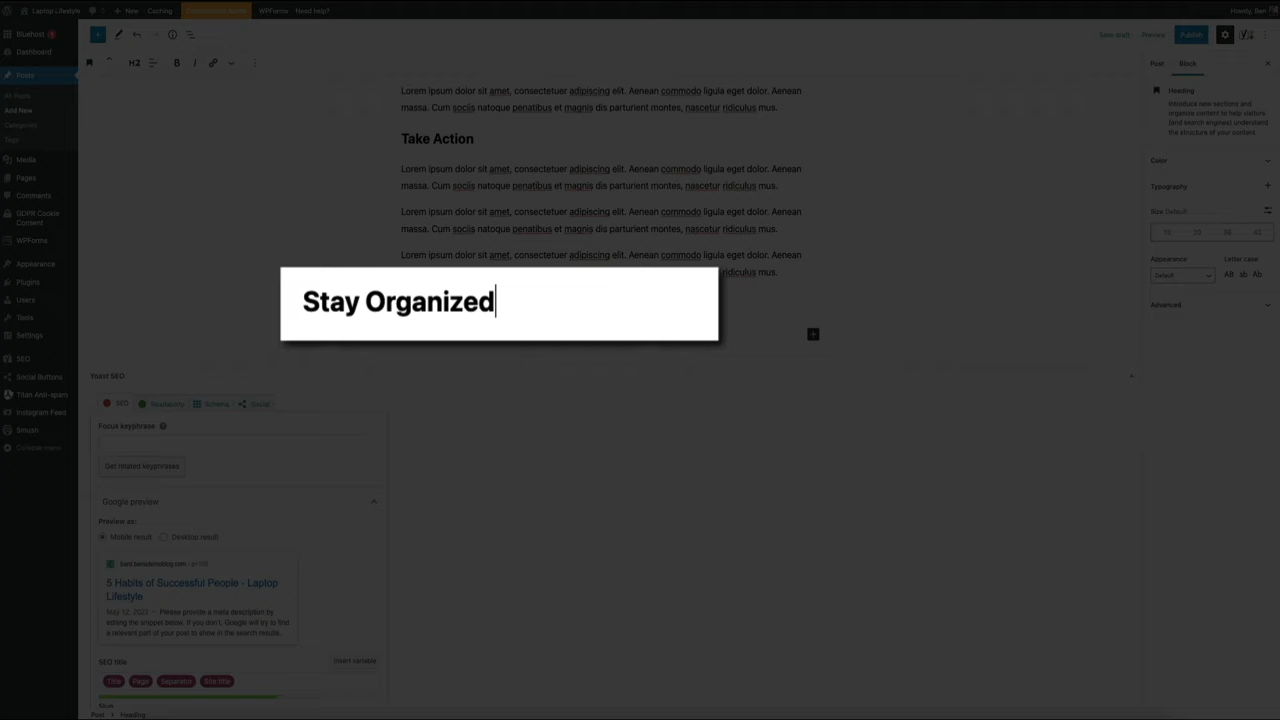 Laptop Lifestyle
New
Caching
WPForms
Need help?
Howdy, Ben
Bluehost
Dashboard
Posts
All Posts
Add New
Categories
Tags
Media
Pages
Comments
GDPR Cookie
Consent
WPForms
Appearance
Plugins
Users
Tools
Settings
SEO
Social Buttons
Titan Anti-spam
Instagram Feed
Smush
Collapse menu
Save draft
Preview
Publish
H2
B
I
Lorem ipsum dolor sit amet, consectetuer adipiscing elit. Aenean commodo ligula eget dolor. Aenean
massa. Cum sociis natoque penatibus et magnis dis parturient montes, nascetur ridiculus mus.
Take Action
Lorem ipsum dolor sit amet, consectetuer adipiscing elit. Aenean commodo ligula eget dolor. Aenean
massa. Cum sociis natoque penatibus et magnis dis parturient montes, nascetur ridiculus mus.
Lorem ipsum dolor sit amet, consectetuer adipiscing elit. Aenean commodo ligula eget dolor. Aenean
massa. Cum sociis natoque penatibus et magnis dis parturient montes, nascetur ridiculus mus.
Lorem ipsum dolor sit amet, consectetuer adipiscing elit. Aenean commodo ligula eget dolor. Aenean
ridiculus mus.
Stay Organized
Yoast SEO
SEO
Readability
Schema
Social
Focus keyphrase
Get related keyphrases
Google preview
Preview as:
Mobile result
Desktop result
5 Habits of Successful People - Laptop
Lifestyle
May 12, 2022 — Please provide a meta description by
editing the snippet below. If you don't, Google will try to find
a relevant part of your post to show in the search results.
SEO title
Insert variable
Title
Page
Separator
Site title
Slug
Post
Heading
Post
Block
Heading
Introduce new sections and
organize content to help visitors
(and search engines) understand
the structure of your content.
Color
Typography
Size Default
Appearance
Letter case
Default
AB
ab
Ab
Advanced